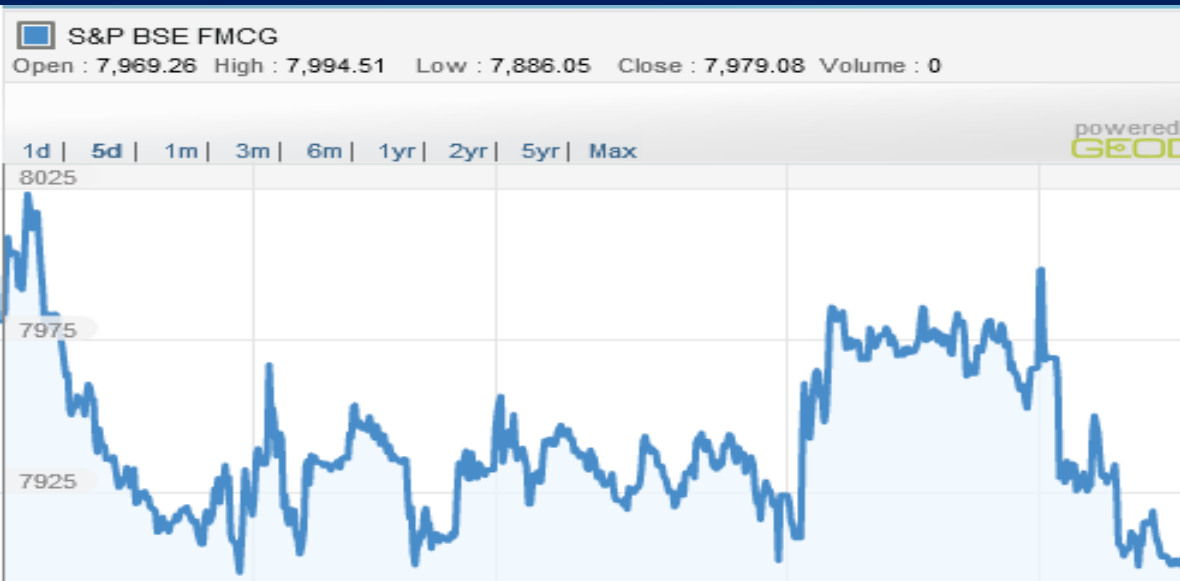 S&P BSE FMCG
Open : 7,969.26 High : 7,994.51 Low : 7,886.05 Close : 7,979.08 Volume : 0
powered
GEOD
1d | 5d | 1m | 3m | 6m | 1yr | 2yr | 5yr | Max
8025
7975
7925